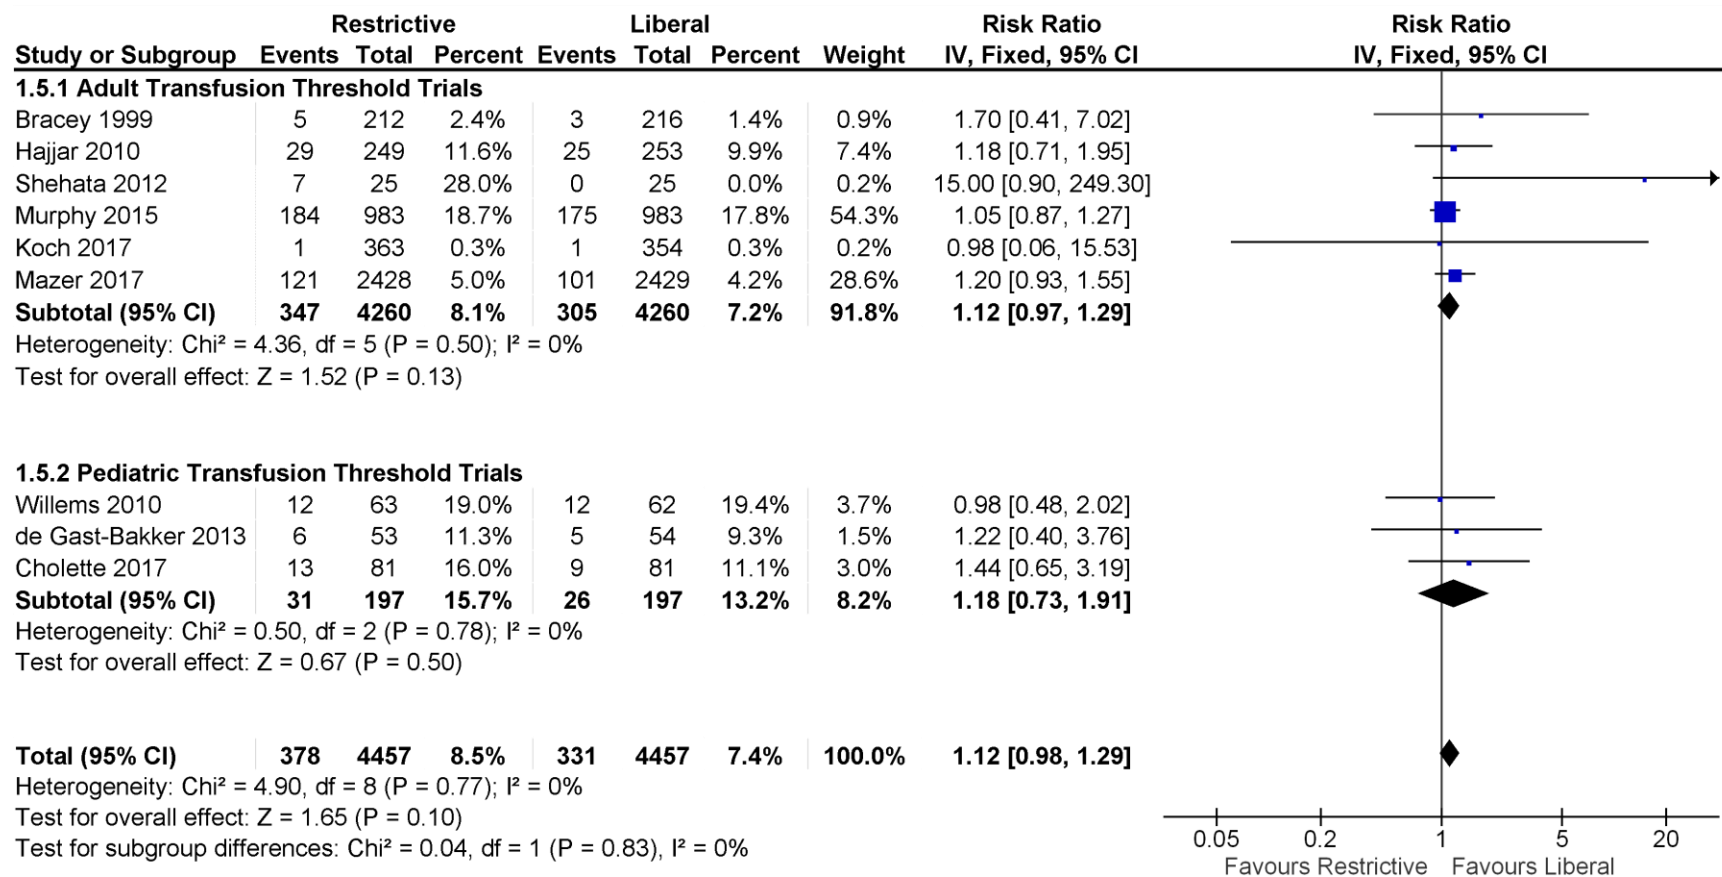 Restrictive Liberal Risk Ratio Risk Ratio
Study or Subgroup Events Total Percent Events Total Percent Weight IV, Fixed, 95% CI IV, Fixed, 95% CI
1.5.1 Adult Transfusion Threshold Trials
Bracey 1999 5 212 2.4% 3 216 1.4% 0.9% 1.70 [0.41, 7.02]
Hajjar 2010 29 249 11.6% 25 253 9.9% 7.4% 1.18 [0.71, 1.95]
Shehata 2012 7 25 28.0% 0 25 0.0% 0.2% 15.00 [0.90, 249.30]
Murphy 2015 184 983 18.7% 175 983 17.8% 54.3% 1.05 [0.87, 1.27]
Koch 2017 1 363 0.3% 1 354 0.3% 0.2% 0.98 [0.06, 15.53]
Mazer 2017 121 2428 5.0% 101 2429 4.2% 28.6% 1.20 [0.93, 1.55]
Subtotal (95% CI) 347 4260 8.1% 305 4260 7.2% 91.8% 1.12 [0.97, 1.29]
Heterogeneity: Chi² = 4.36, df = 5 (P = 0.50); I² = 0%
Test for overall effect: Z = 1.52 (P = 0.13)
1.5.2 Pediatric Transfusion Threshold Trials
Willems 2010 12 63 19.0% 12 62 19.4% 3.7% 0.98 [0.48, 2.02]
de Gast-Bakker 2013 6 53 11.3% 5 54 9.3% 1.5% 1.22 [0.40, 3.76]
Cholette 2017 13 81 16.0% 9 81 11.1% 3.0% 1.44 [0.65, 3.19]
Subtotal (95% CI) 31 197 15.7% 26 197 13.2% 8.2% 1.18 [0.73, 1.91]
Heterogeneity: Chi² = 0.50, df = 2 (P = 0.78); I² = 0%
Test for overall effect: Z = 0.67 (P = 0.50)
Total (95% CI) 378 4457 8.5% 331 4457 7.4% 100.0% 1.12 [0.98, 1.29]
Heterogeneity: Chi² = 4.90, df = 8 (P = 0.77); I² = 0%
Test for overall effect: Z = 1.65 (P = 0.10)
Test for subgroup differences: Chi² = 0.04, df = 1 (P = 0.83), I² = 0%
0.05 0.2 1 5 20
Favours Restrictive Favours Liberal